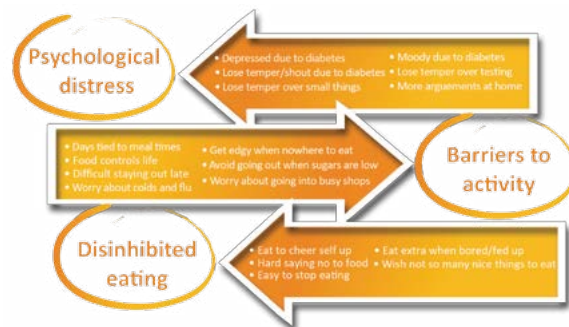 Psychological
distress
• Depressed due to diabetes
• Lose temper/shout due to diabetes
• Lose temper over small things
• Moody due to diabetes
• Lose temper over testing
• More arguements at home
• Days tied to meal times
• Food controls life
• Difficult staying out late
• Worry about colds and flu
• Get edgy when nowhere to eat
• Avoid going out when sugars are low
• Worry about going into busy shops
Barriers to
activity
Disinhibited
eating
• Eat to cheer self up
• Hard saying no to food
• Easy to stop eating
• Eat extra when bored/fed up
• Wish not so many nice things to eat